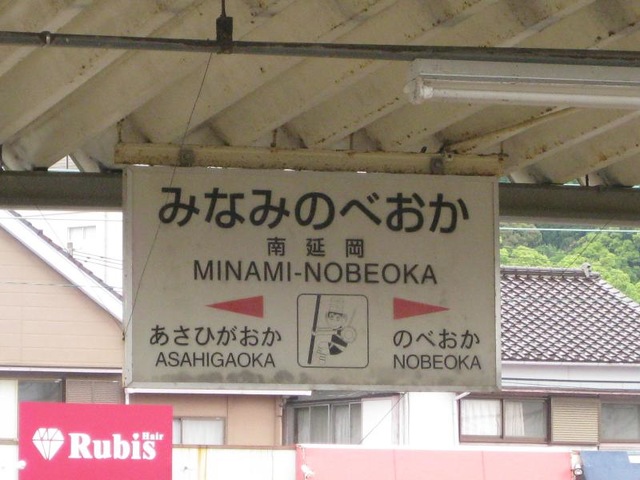 みなみのべおか
南延岡
MINAMI-NOBEOKA
あさひがおか
ASAHIGAOKA
のべおか
NOBEOKA
Hair
Rubis